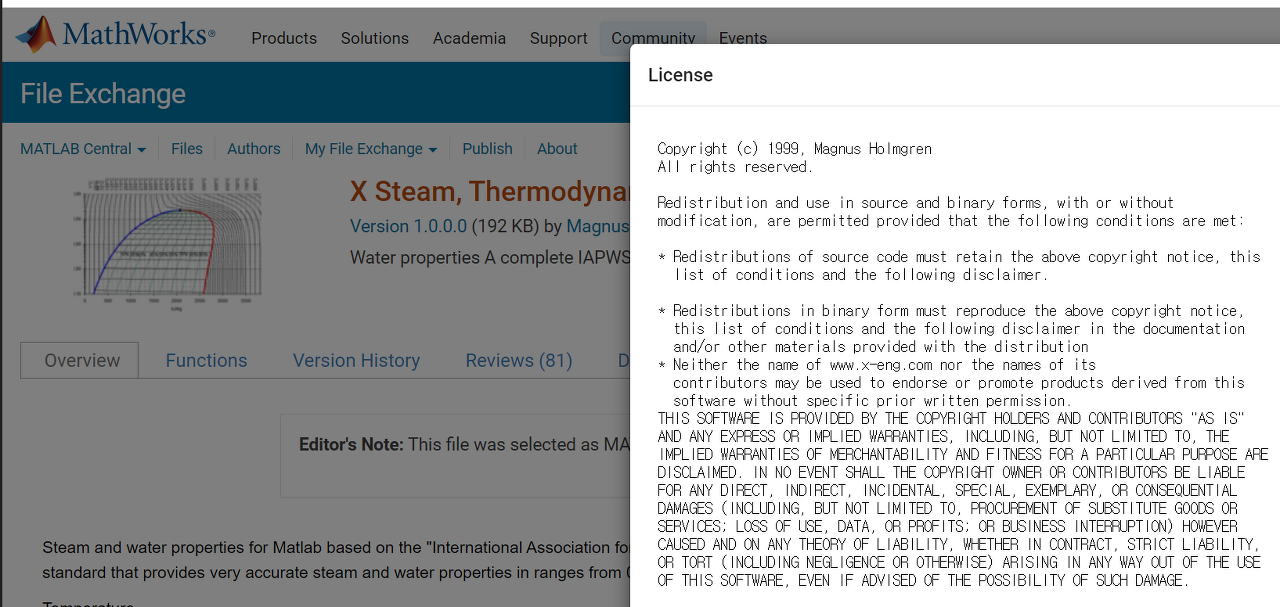 MathWorks®
Products Solutions Academia Support Community Events
File Exchange
MATLAB Central Files Authors My File Exchange Publish About
X Steam, Thermodyna
Version 1.0.0.0 (192 KB) by Magnus
Water properties A complete IAPWS
Overview Functions Version History Reviews (81) D
Editor's Note: This file was selected as MA
Steam and water properties for Matlab based on the "International Association fo
standard that provides very accurate steam and water properties in ranges from
Temperature
License
Copyright (c) 1999, Magnus Holmgren
All rights reserved.
Redistribution and use in source and binary forms, with or without
modification, are permitted provided that the following conditions are met:
* Redistributions of source code must retain the above copyright notice, this
list of conditions and the following disclaimer.
* Redistributions in binary form must reproduce the above copyright notice,
this list of conditions and the following disclaimer in the documentation
and/or other materials provided with the distribution
* Neither the name of www.x-eng.com nor the names of its
contributors may be used to endorse or promote products derived from this
software without specific prior written permission.
THIS SOFTWARE IS PROVIDED BY THE COPYRIGHT HOLDERS AND CONTRIBUTORS "AS IS"
AND ANY EXPRESS OR IMPLIED WARRANTIES, INCLUDING, BUT NOT LIMITED TO, THE
IMPLIED WARRANTIES OF MERCHANTABILITY AND FITNESS FOR A PARTICULAR PURPOSE ARE
DISCLAIMED. IN NO EVENT SHALL THE COPYRIGHT OWNER OR CONTRIBUTORS BE LIABLE
FOR ANY DIRECT, INDIRECT, INCIDENTAL, SPECIAL, EXEMPLARY, OR CONSEQUENTIAL
DAMAGES (INCLUDING, BUT NOT LIMITED TO, PROCUREMENT OF SUBSTITUTE GOODS OR
SERVICES; LOSS OF USE, DATA, OR PROFITS; OR BUSINESS INTERRUPTION) HOWEVER
CAUSED AND ON ANY THEORY OF LIABILITY, WHETHER IN CONTRACT, STRICT LIABILITY,
OR TORT (INCLUDING NEGLIGENCE OR OTHERWISE) ARISING IN ANY WAY OUT OF THE USE
OF THIS SOFTWARE, EVEN IF ADVISED OF THE POSSIBILITY OF SUCH DAMAGE.